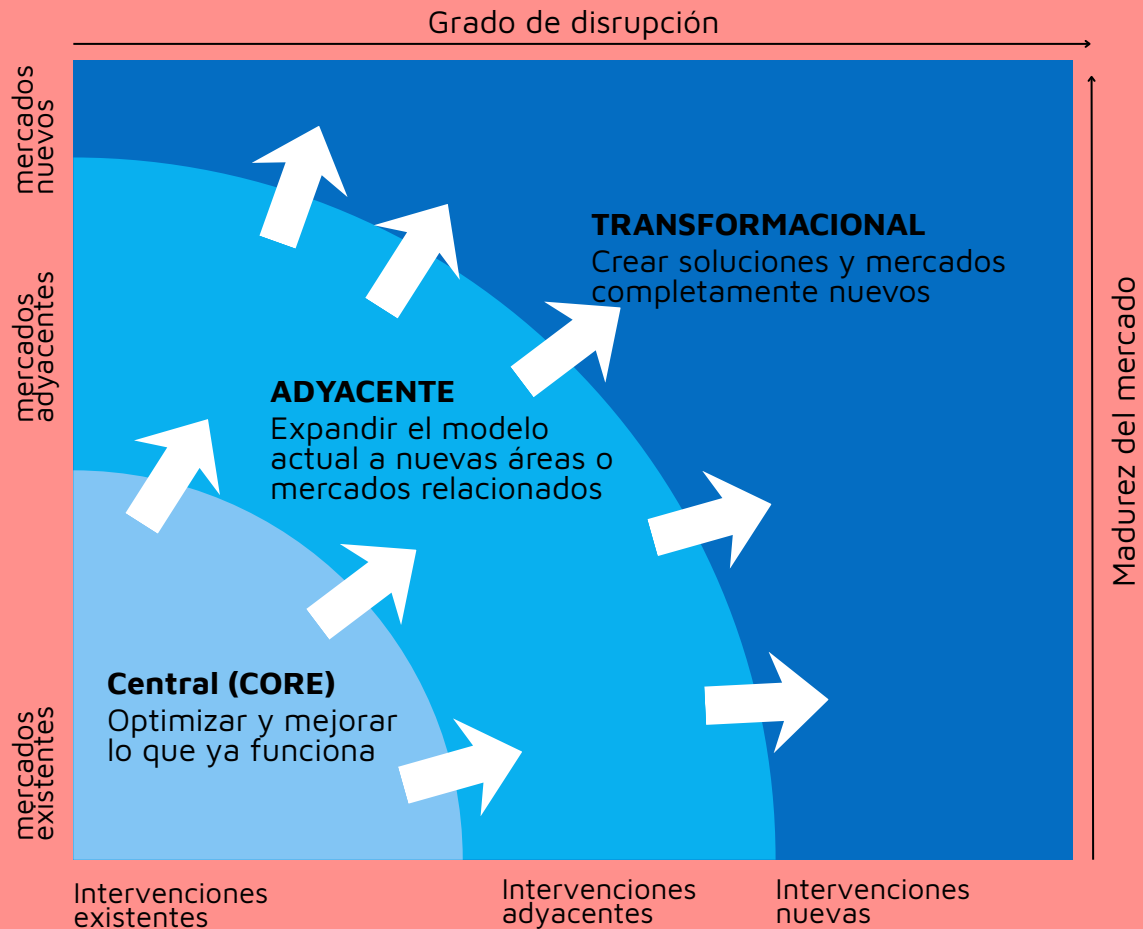 Grado de disrupción
mercados
nuevos
TRANSFORMACIONAL
Crear soluciones y mercados
completamente nuevos
mercados
adyacentes
ADYACENTE
Expandir el modelo
actual a nuevas áreas o
mercados relacionados
Madurez del mercado
Central (CORE)
Optimizar y mejorar
lo que ya funciona
mercados
existentes
Intervenciones
existentes
Intervenciones
adyacentes
Intervenciones
nuevas